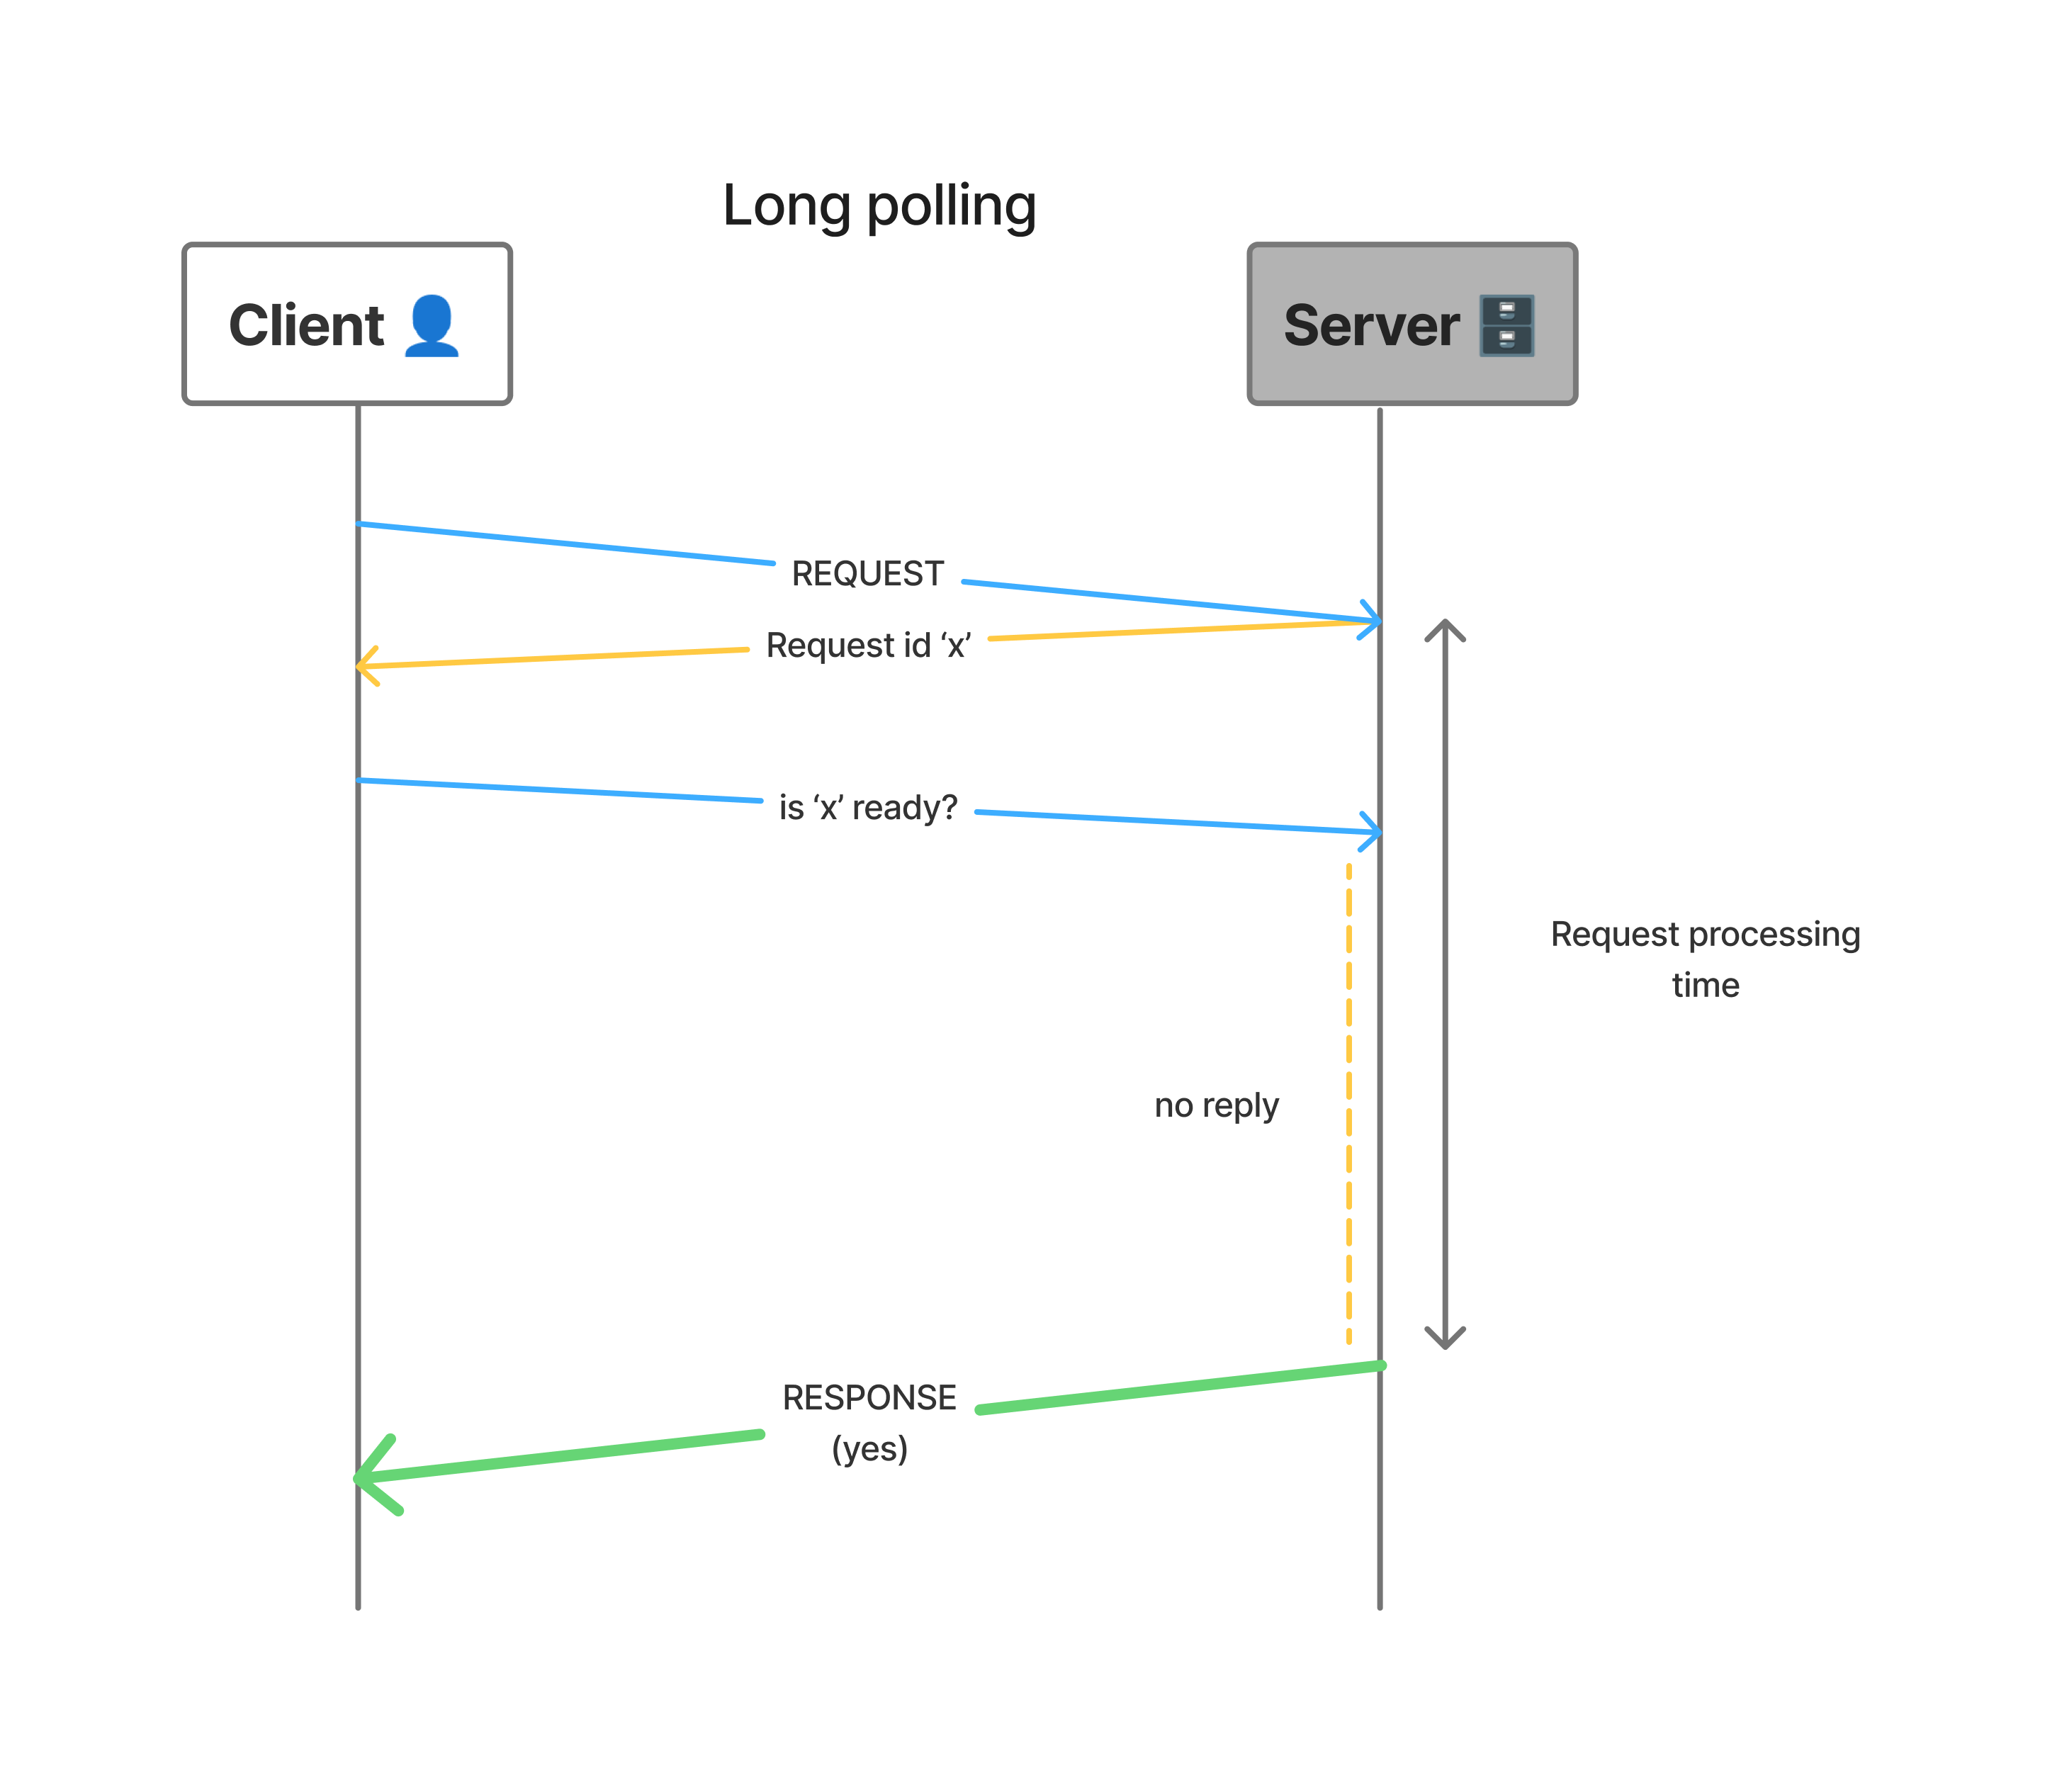 Long polling
Client
Server
REQUEST
Request id ‘x’
is ‘x’ ready?
Request processing
time
no reply
RESPONSE
(yes)